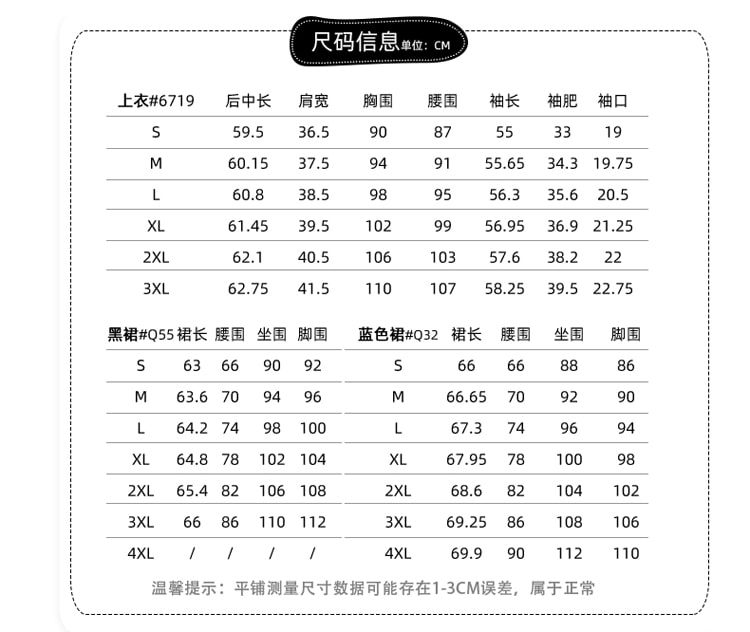 尺码信息单位：CM
上衣#6719 后中长 肩宽 胸围 腰围 袖长 袖肥 袖口
S 59.5 36.5 90 87 55 33 19
M 60.15 37.5 94 91 55.65 34.3 19.75
L 60.8 38.5 98 95 56.3 35.6 20.5
XL 61.45 39.5 102 99 56.95 36.9 21.25
2XL 62.1 40.5 106 103 57.6 38.2 22
3XL 62.75 41.5 110 107 58.25 39.5 22.75
黑裙#Q55 裙长 腰围 坐围 脚围
S 63 66 90 92
M 63.6 70 94 96
L 64.2 74 98 100
XL 64.8 78 102 104
2XL 65.4 82 106 108
3XL 66 86 110 112
4XL / / / /
蓝色裙#Q32 裙长 腰围 坐围 脚围
S 66 66 88 86
M 66.65 70 92 90
L 67.3 74 96 94
XL 67.95 78 100 98
2XL 68.6 82 104 102
3XL 69.25 86 108 106
4XL 69.9 90 112 110
温馨提示：平铺测量尺寸数据可能存在1-3CM误差，属于正常